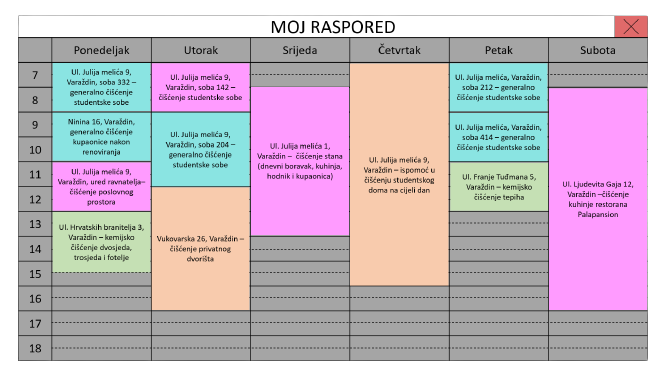 MOJ RASPORED
Ponedeljak Utorak Srijeda Četvrtak Petak Subota
7
8
9
10
11
12
13
14
15
16
17
18
Ul. Julija melića 9,
Varaždin, soba 332 –
generalno čišćenje
studentske sobe
Ninina 16, Varaždin,
generalno čišćenje
kupaonice nakon
renoviranja
Ul. Julija melića 9,
Varaždin, ured ravnatelja–
čišćenje poslovnog
prostora
Ul. Hrvatskih branitelja 3,
Varaždin – kemijsko
čišćenje dvosjeda,
trosjeda i fotelje
Ul. Julija melića 9,
Varaždin, soba 142 –
čišćenje studentske sobe
Ul. Julija melića 9,
Varaždin, soba 204 –
generalno čišćenje
studentske sobe
Vukovarska 26, Varaždin –
čišćenje privatnog
dvorišta
Ul. Julija melića 1,
Varaždin – čišćenje stana
(dnevni boravak, kuhinja,
hodnik i kupaonica)
Ul. Julija melića 9,
Varaždin – ispomoć u
čišćenju studentskog
doma na cijeli dan
Ul. Julija melića, Varaždin,
soba 212 – generalno
čišćenje studentske sobe
Ul. Julija melića 9, Varaždin,
soba 414 – generalno
čišćenje studentske sobe
Ul. Franje Tuđmana 5,
Varaždin – kemijsko
čišćenje tepiha
Ul. Ljudevita Gaja 12,
Varaždin –čišćenje
kuhinje restorana
Palapansion